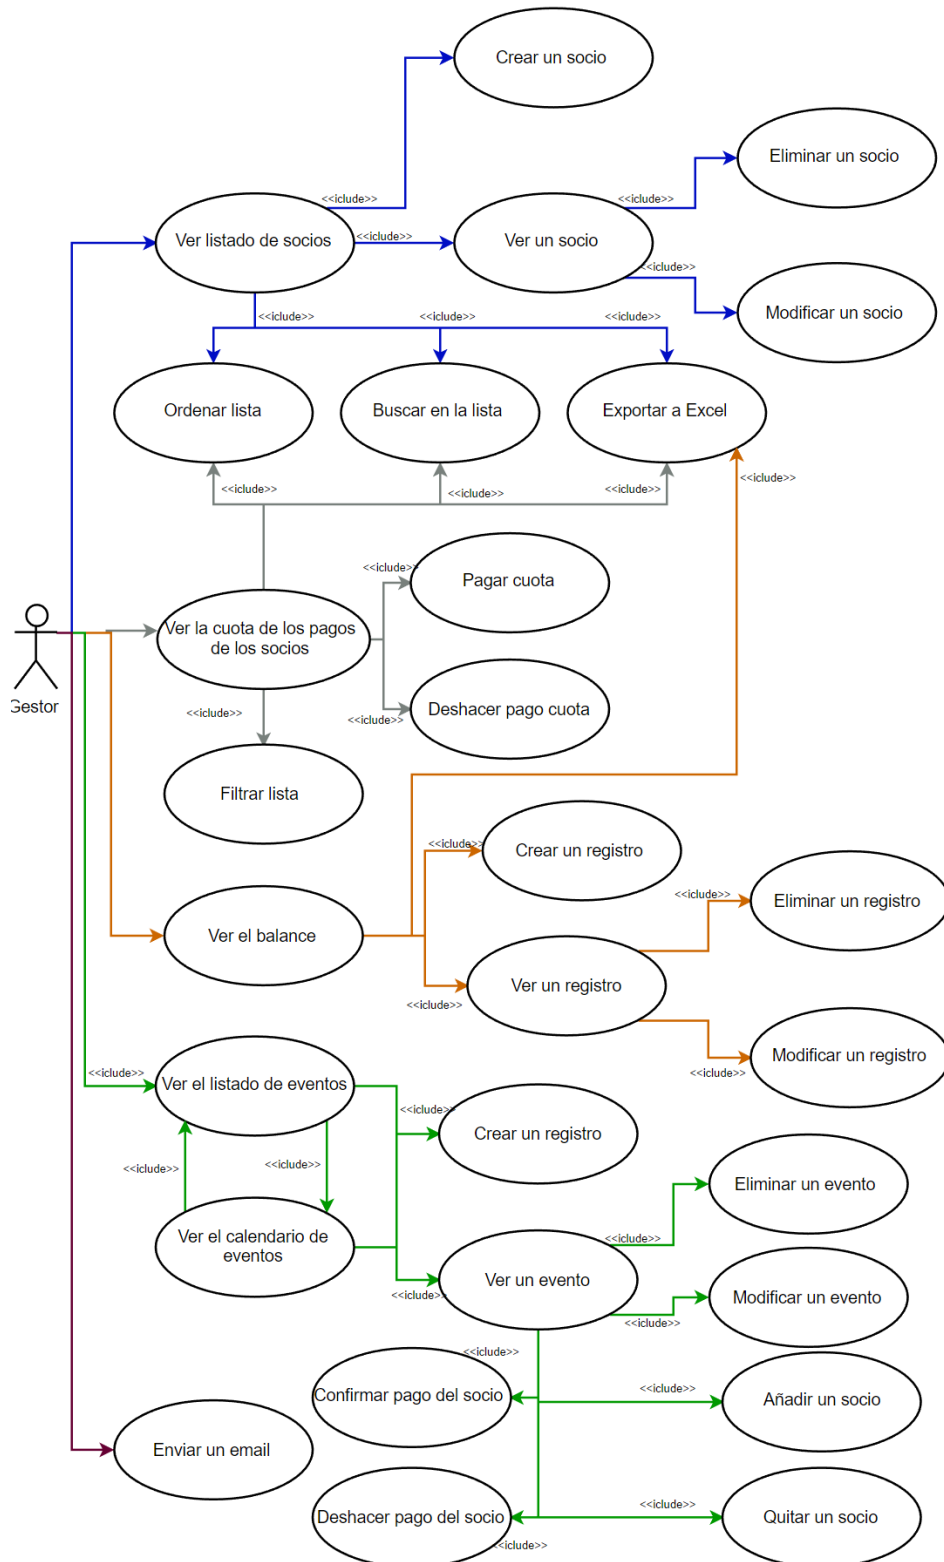 Crear un socio
Eliminar un socio
<<iclude>>
<<iclude>>
Ver listado de socios
<<iclude>>
Ver un socio
<<iclude>>
Modificar un socio
<<iclude>>
<<iclude>>
<<iclude>>
Ordenar lista
Buscar en la lista
Exportar a Excel
<<iclude>>
<<iclude>>
<<iclude>>
<<iclude>>
<<iclude>>
Pagar cuota
Ver la cuota de los pagos
de los socios
Gestor
<<iclude>>
<<iclude>>
Deshacer pago cuota
Filtrar lista
<<iclude>>
Crear un registro
<<iclude>>
Eliminar un registro
Ver el balance
Ver un registro
<<iclude>>
Modificar un registro
<<iclude>>
<<iclude>>
Ver el listado de eventos
<<iclude>>
Crear un registro
<<iclude>>
<<iclude>>
Eliminar un evento
Ver el calendario de
eventos
<<iclude>>
Ver un evento
<<iclude>>
Modificar un evento
<<iclude>>
<<iclude>>
Confirmar pago del socio
<<iclude>>
Añadir un socio
Enviar un email
Deshacer pago del socio
<<iclude>>
Quitar un socio
<<iclude>>